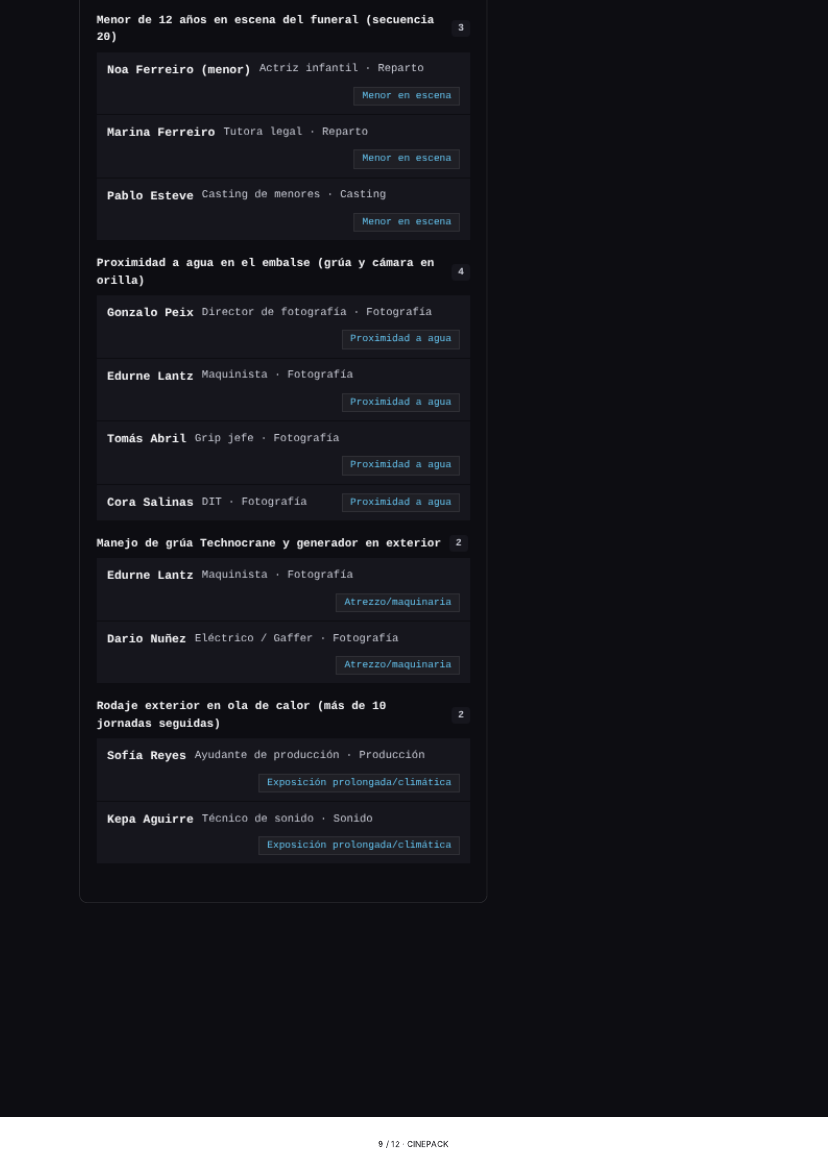 Menor de 12 años en escena del funeral (secuencia
20)
3
Noa Ferreiro (menor) Actriz infantil · Reparto
Menor en escena
Marina Ferreiro Tutora legal · Reparto
Menor en escena
Pablo Esteve Casting de menores · Casting
Menor en escena
Proximidad a agua en el embalse (grúa y cámara en
orilla)
4
Gonzalo Peix Director de fotografía · Fotografía
Proximidad a agua
Edurne Lantz Maquinista · Fotografía
Proximidad a agua
Tomás Abril Grip jefe · Fotografía
Proximidad a agua
Cora Salinas DIT · Fotografía Proximidad a agua
Manejo de grúa Technocrane y generador en exterior 2
Edurne Lantz Maquinista · Fotografía
Atrezzo/maquinaria
Dario Nuñez Eléctrico / Gaffer · Fotografía
Atrezzo/maquinaria
Rodaje exterior en ola de calor (más de 10
jornadas seguidas)
2
Sofía Reyes Ayudante de producción · Producción
Exposición prolongada/climática
Kepa Aguirre Técnico de sonido · Sonido
Exposición prolongada/climática
9 / 12 · CINEPACK